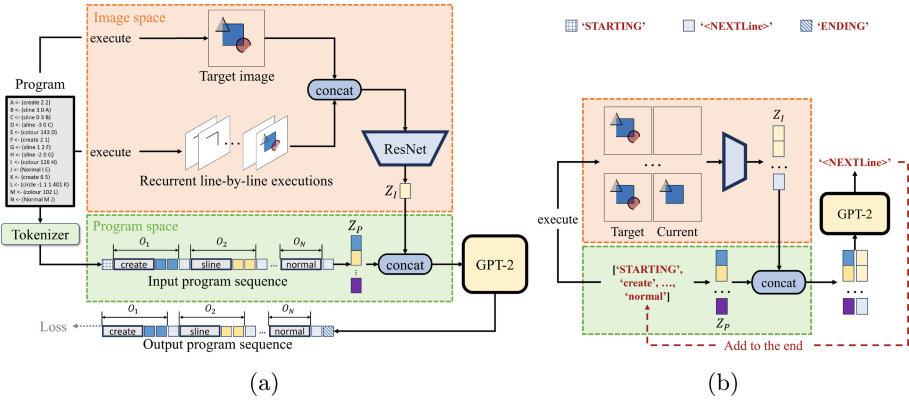 Image space
execute
Target image
Program
concat
A <- (create 2 2)
B <- (sline 3 0 A)
C <- (sline 0 3 B)
D <- (sline -3 0 C)
E <- (colour 143 D)
F <- (create 2 1)
G <- (sline 1 2 F)
H <- (sline -2 0 G)
I <- (colour 126 H)
J <- (Normal I E)
K <- (create 6 5)
L <- (circle -1 1 1 401 K)
M <- (colour 102 L)
N <- (Normal M J)
execute
...
ResNet
Recurrent line-by-line executions
Z_I
Program space
Tokenizer
O_1
O_2
O_N
Z_P
create
sline
...
normal
concat
GPT-2
Input program sequence
Loss
O_1
O_2
O_N
create
sline
...
normal
Output program sequence
(a)
'STARTING'
'<NEXTLine>'
'ENDING'
Z_I
...
...
'<NEXTLine>'
execute
Target
Current
GPT-2
['STARTING',
'create', ...,
'normal']
...
concat
...
Z_P
Add to the end
(b)